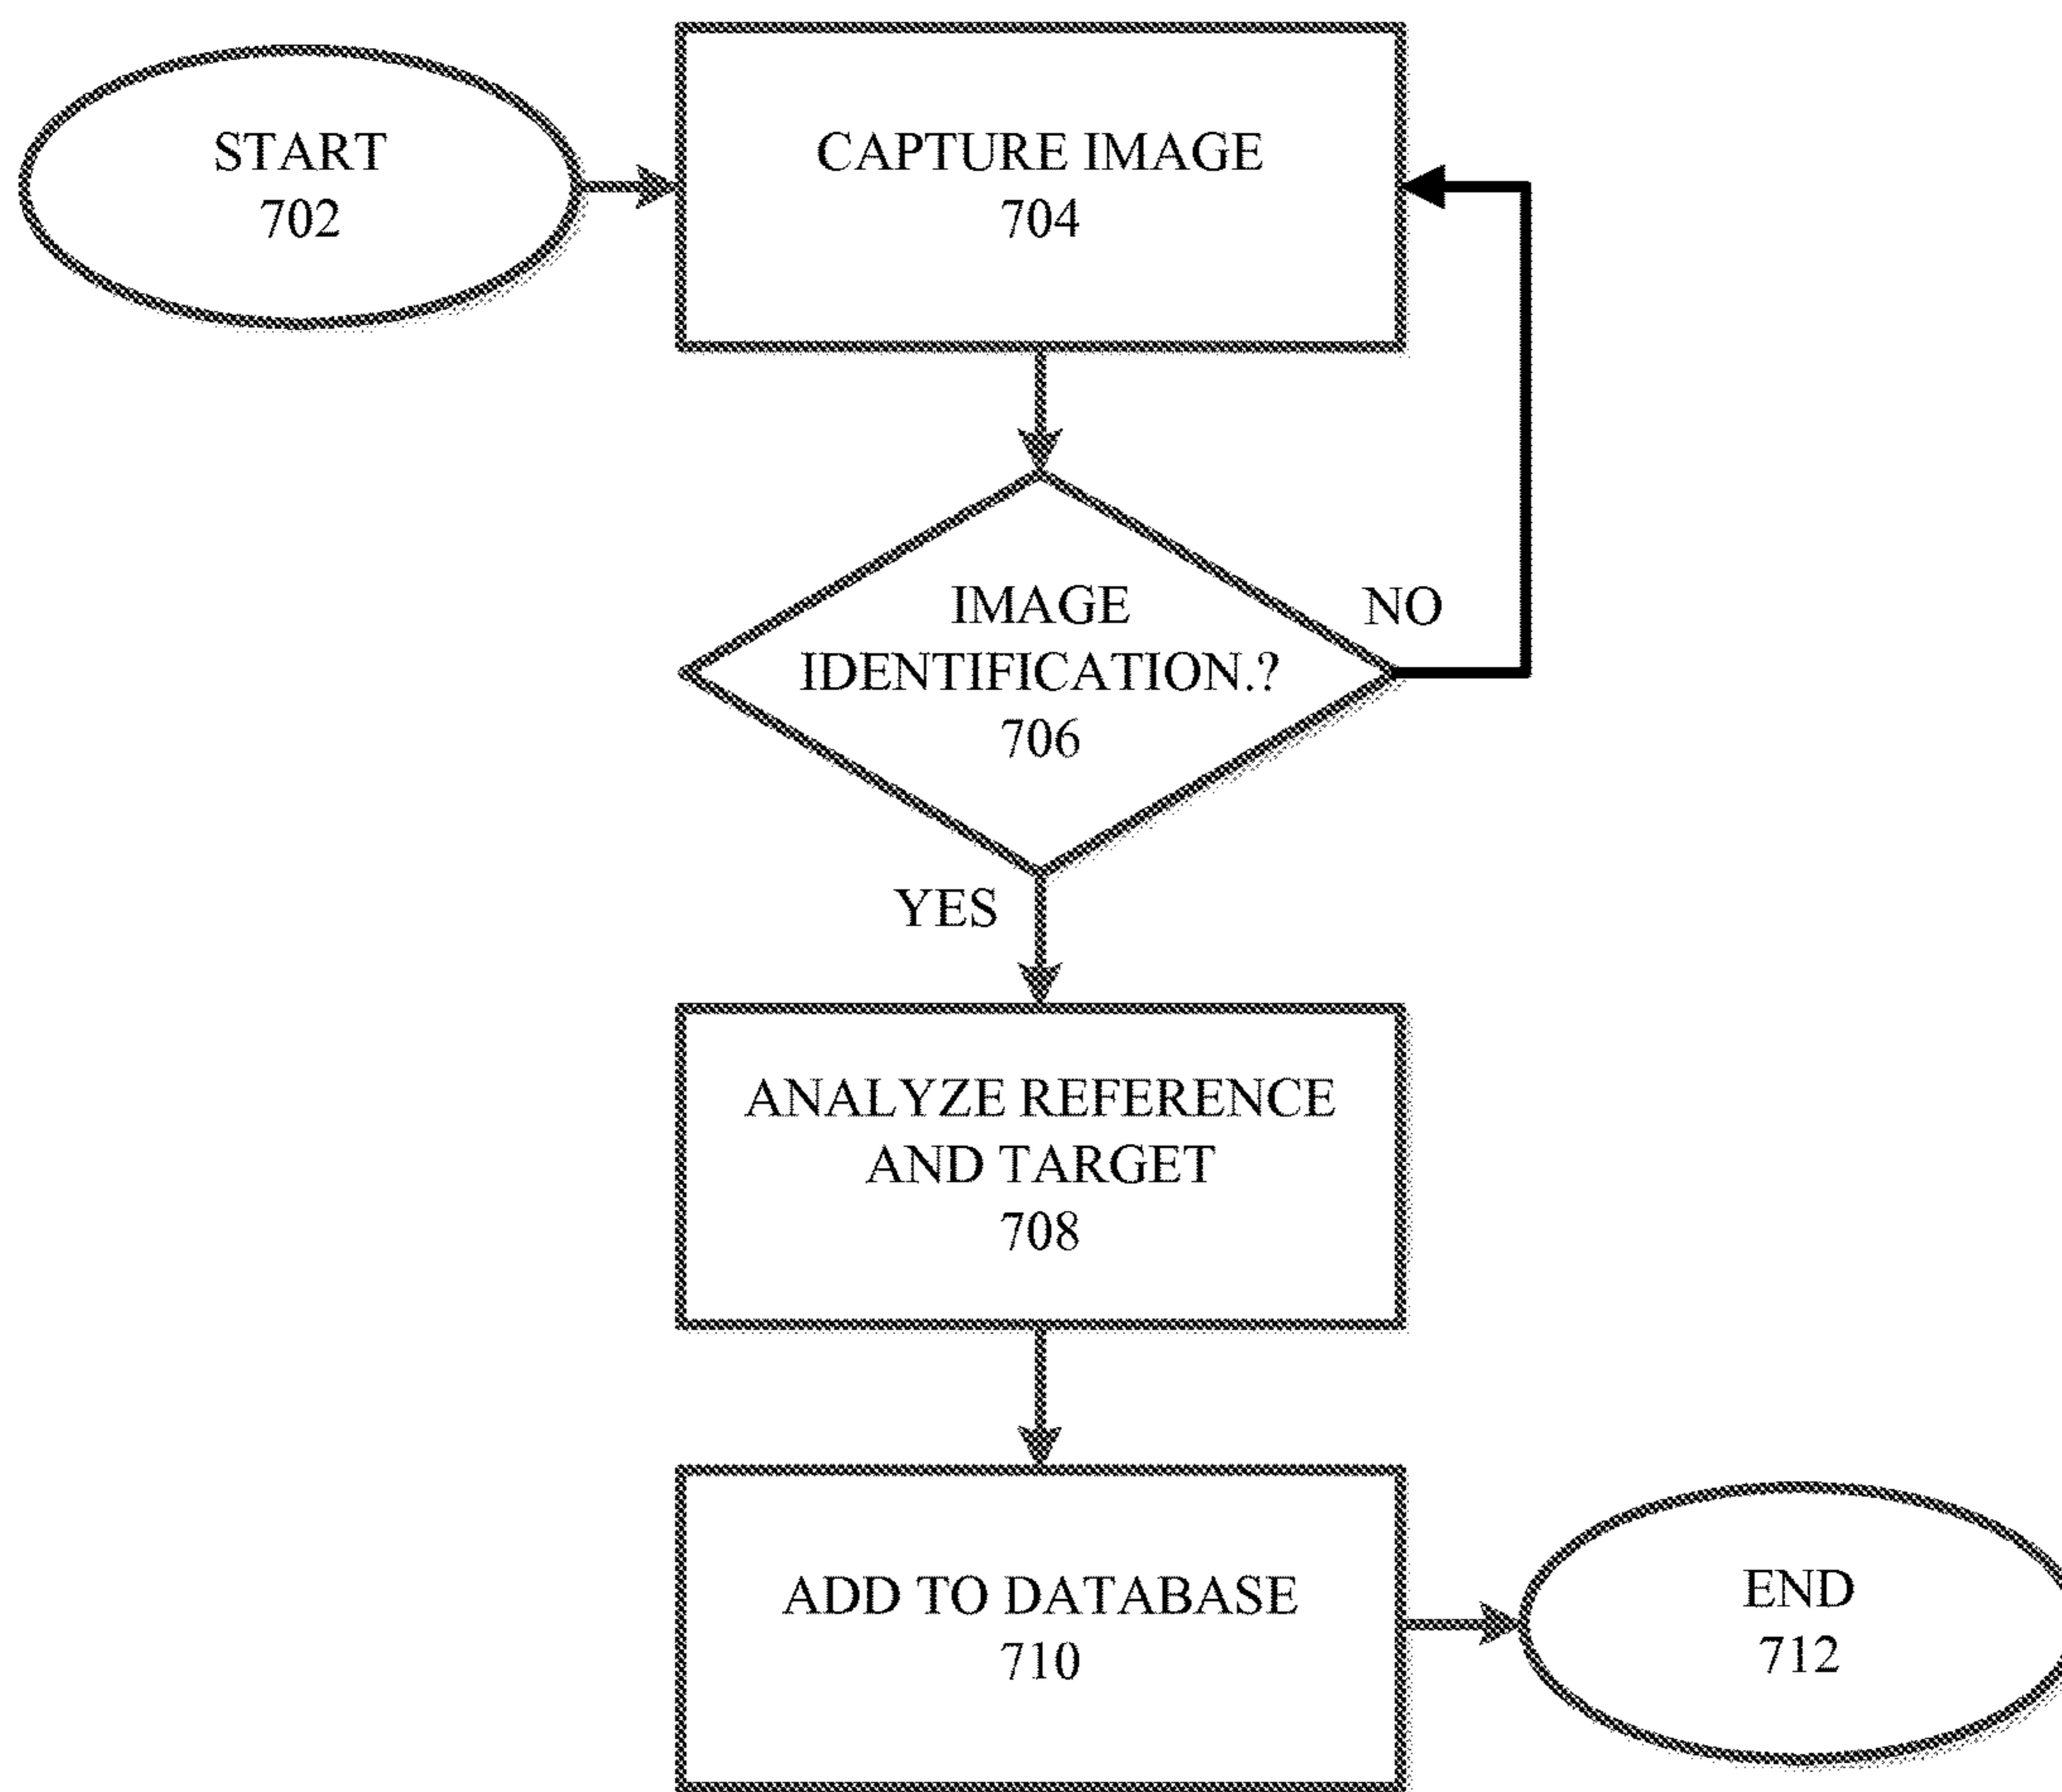 START
702
CAPTURE IMAGE
704
IMAGE
IDENTIFICATION.?
706
NO
YES
ANALYZE REFERENCE
AND TARGET
708
ADD TO DATABASE
710
END
712